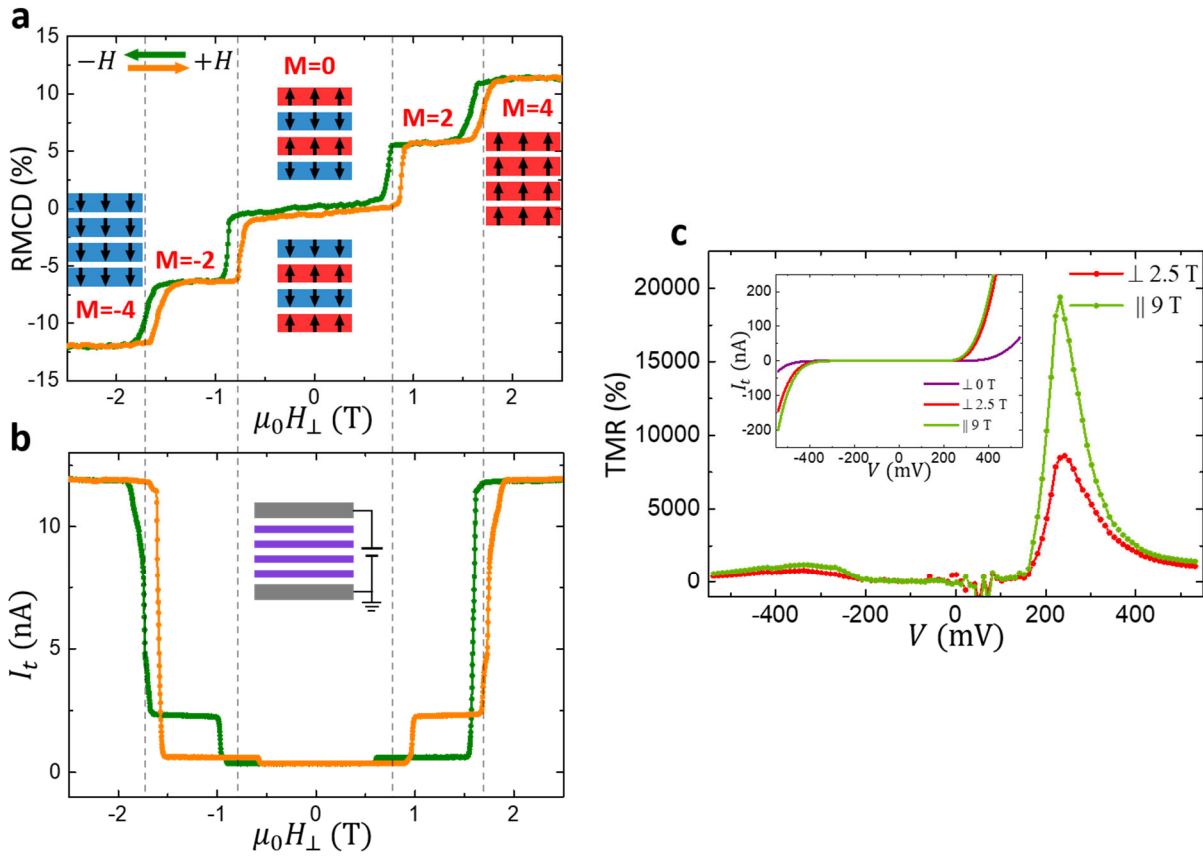 a
15
10
5
0
-5
-10
-15
RMCD (%)
−H +H
M=0
M=2
M=4
M=-2
M=-4
-2 -1 0 1 2
μ₀H⊥ (T)
b
10
5
0
Iₜ (nA)
-2 -1 0 1 2
μ₀H⊥ (T)
c
20000
15000
10000
5000
0
TMR (%)
⊥ 2.5 T
∥ 9 T
200
100
0
-100
-200
Iₜ (nA)
⊥ 0 T
⊥ 2.5 T
∥ 9 T
-400 -200 0 200 400
V (mV)
-400 -200 0 200 400
V (mV)